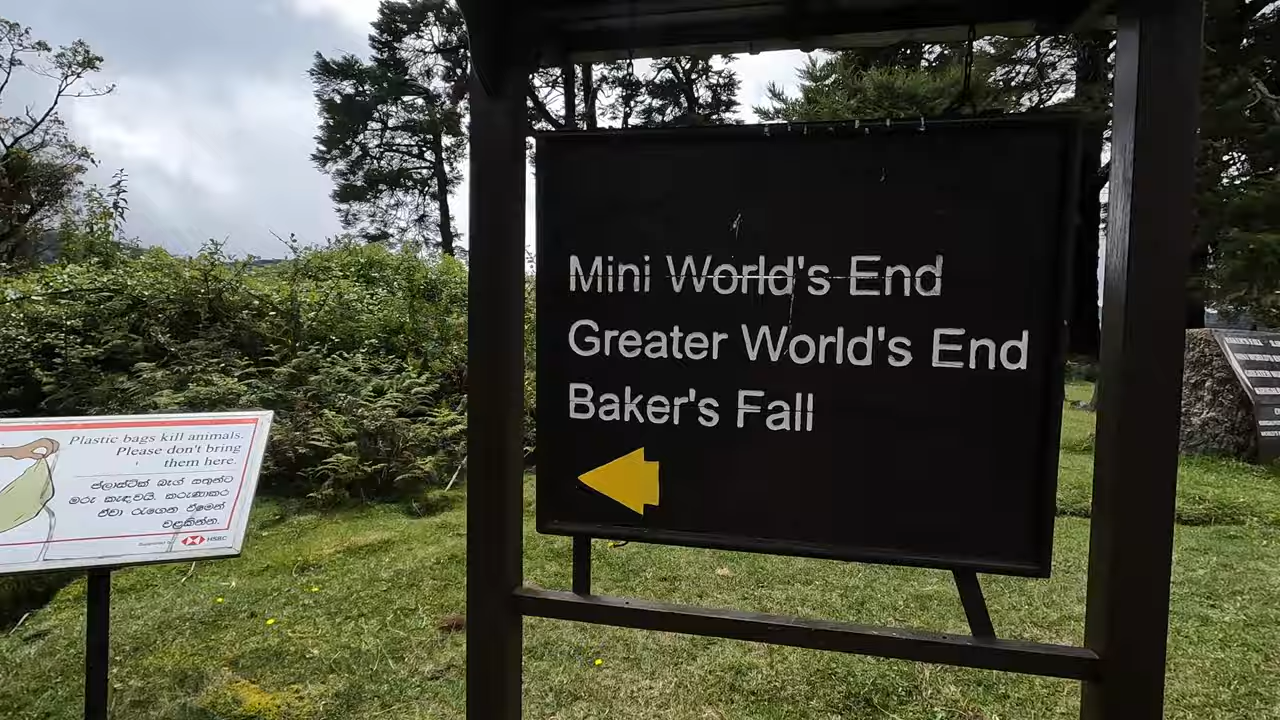 Mini World's End
Greater World's End
Baker's Fall
Plastic bags kill animals.
Please don't bring
them here.
ප්ලාස්ටික් බෑග් සතුන්ට
මරු කැඳවයි. කරුණාකර
ඒවා රැගෙන ඒමෙන්
වළකින්න.
HSBC